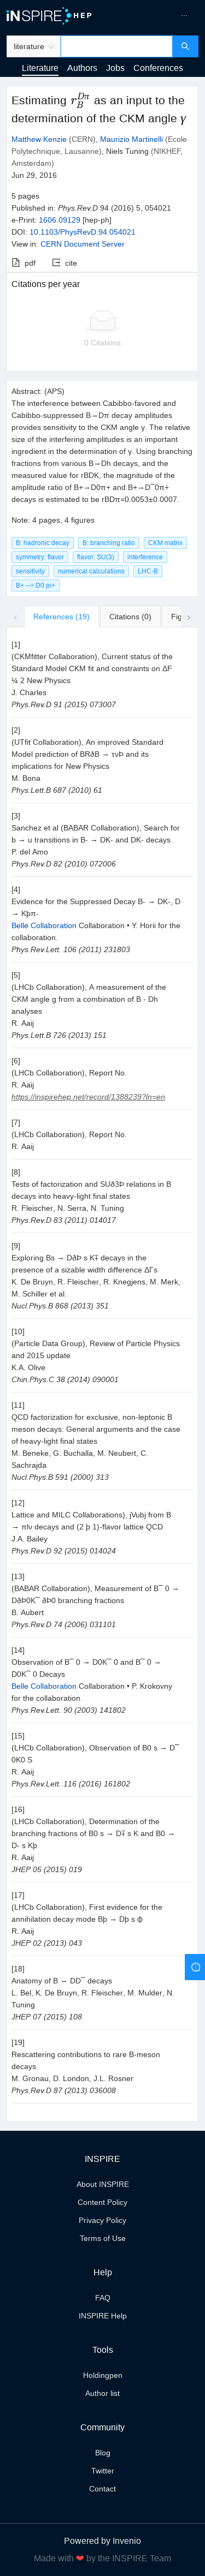 iNSPIRE HEP
...
literature
Literature Authors Jobs Conferences
Estimating r_B^{Dπ} as an input to the determination of the CKM angle γ
Matthew Kenzie (CERN), Maurizio Martinelli (Ecole
Polytechnique, Lausanne), Niels Tuning (NIKHEF,
Amsterdam)
Jun 29, 2016
5 pages
Published in: Phys.Rev.D 94 (2016) 5, 054021
e-Print: 1606.09129 [hep-ph]
DOI: 10.1103/PhysRevD.94.054021
View in: CERN Document Server
pdf cite
Citations per year
0 Citations
Abstract: (APS)
The interference between Cabibbo-favored and
Cabibbo-suppressed B→Dπ decay amplitudes
provides sensitivity to the CKM angle γ. The relative
size of the interfering amplitudes is an important
ingredient in the determination of γ. Using branching
fractions from various B→Dh decays, and the
measured value for rBDK, the magnitude of the
amplitude ratio of B+→D0π+ and B+→D¯0π+
decays is estimated to be rBDπ=0.0053±0.0007.
Note: 4 pages, 4 figures
B: hadronic decay B: branching ratio CKM matrix
symmetry: flavor flavor: SU(3) interference
sensitivity numerical calculations LHC-B
B+ --> D0 pi+
References (19) Citations (0) Fig
[1]
(CKMfitter Collaboration), Current status of the
Standard Model CKM fit and constraints on ΔF
¼ 2 New Physics
J. Charles
Phys.Rev.D 91 (2015) 073007
[2]
(UTfit Collaboration), An improved Standard
Model prediction of BRðB → τνÞ and its
implications for New Physics
M. Bona
Phys.Lett.B 687 (2010) 61
[3]
Sanchez et al (BABAR Collaboration), Search for
b → u transitions in B- → DK- and DK- decays
P. del Amo
Phys.Rev.D 82 (2010) 072006
[4]
Evidence for the Suppressed Decay B- → DK-, D
→ Kþπ-
Belle Collaboration Collaboration • Y. Horii for the
collaboration.
Phys.Rev.Lett. 106 (2011) 231803
[5]
(LHCb Collaboration), A measurement of the
CKM angle g from a combination of B - Dh
analyses
R. Aaij
Phys.Lett.B 726 (2013) 151
[6]
(LHCb Collaboration), Report No.
R. Aaij
https://inspirehep.net/record/1388239?ln=en
[7]
(LHCb Collaboration), Report No.
R. Aaij
[8]
Tests of factorization and SUð3Þ relations in B
decays into heavy-light final states
R. Fleischer, N. Serra, N. Tuning
Phys.Rev.D 83 (2011) 014017
[9]
Exploring Bs → DðÞ s K∓ decays in the
presence of a sizable width difference ΔΓs
K. De Bruyn, R. Fleischer, R. Knegjens, M. Merk,
M. Schiller et al.
Nucl.Phys.B 868 (2013) 351
[10]
(Particle Data Group), Review of Particle Physics
and 2015 update
K.A. Olive
Chin.Phys.C 38 (2014) 090001
[11]
QCD factorization for exclusive, non-leptonic B
meson decays: General arguments and the case
of heavy-light final states
M. Beneke, G. Buchalla, M. Neubert, C.
Sachrajda
Nucl.Phys.B 591 (2000) 313
[12]
Lattice and MILC Collaborations), jVubj from B
→ πlν decays and (2 þ 1)-flavor lattice QCD
J.A. Bailey
Phys.Rev.D 92 (2015) 014024
[13]
(BABAR Collaboration), Measurement of B¯ 0 →
DðÞ0K¯ ðÞ0 branching fractions
B. Aubert
Phys.Rev.D 74 (2006) 031101
[14]
Observation of B¯ 0 → D0K¯ 0 and B¯ 0 →
D0K¯ 0 Decays
Belle Collaboration Collaboration • P. Krokovny
for the collaboration.
Phys.Rev.Lett. 90 (2003) 141802
[15]
(LHCb Collaboration), Observation of B0 s → D¯
0K0 S
R. Aaij
Phys.Rev.Lett. 116 (2016) 161802
[16]
(LHCb Collaboration), Determination of the
branching fractions of B0 s → D∓ s K and B0 →
D- s Kþ
R. Aaij
JHEP 05 (2015) 019
[17]
(LHCb Collaboration), First evidence for the
annihilation decay mode Bþ → Dþ s ϕ
R. Aaij
JHEP 02 (2013) 043
[18]
Anatomy of B → DD¯ decays
L. Bel, K. De Bruyn, R. Fleischer, M. Mulder, N.
Tuning
JHEP 07 (2015) 108
[19]
Rescattering contributions to rare B-meson
decays
M. Gronau, D. London, J.L. Rosner
Phys.Rev.D 87 (2013) 036008
INSPIRE
About INSPIRE
Content Policy
Privacy Policy
Terms of Use
Help
FAQ
INSPIRE Help
Tools
Holdingpen
Author list
Community
Blog
Twitter
Contact
Powered by Invenio
Made with ❤ by the INSPIRE Team